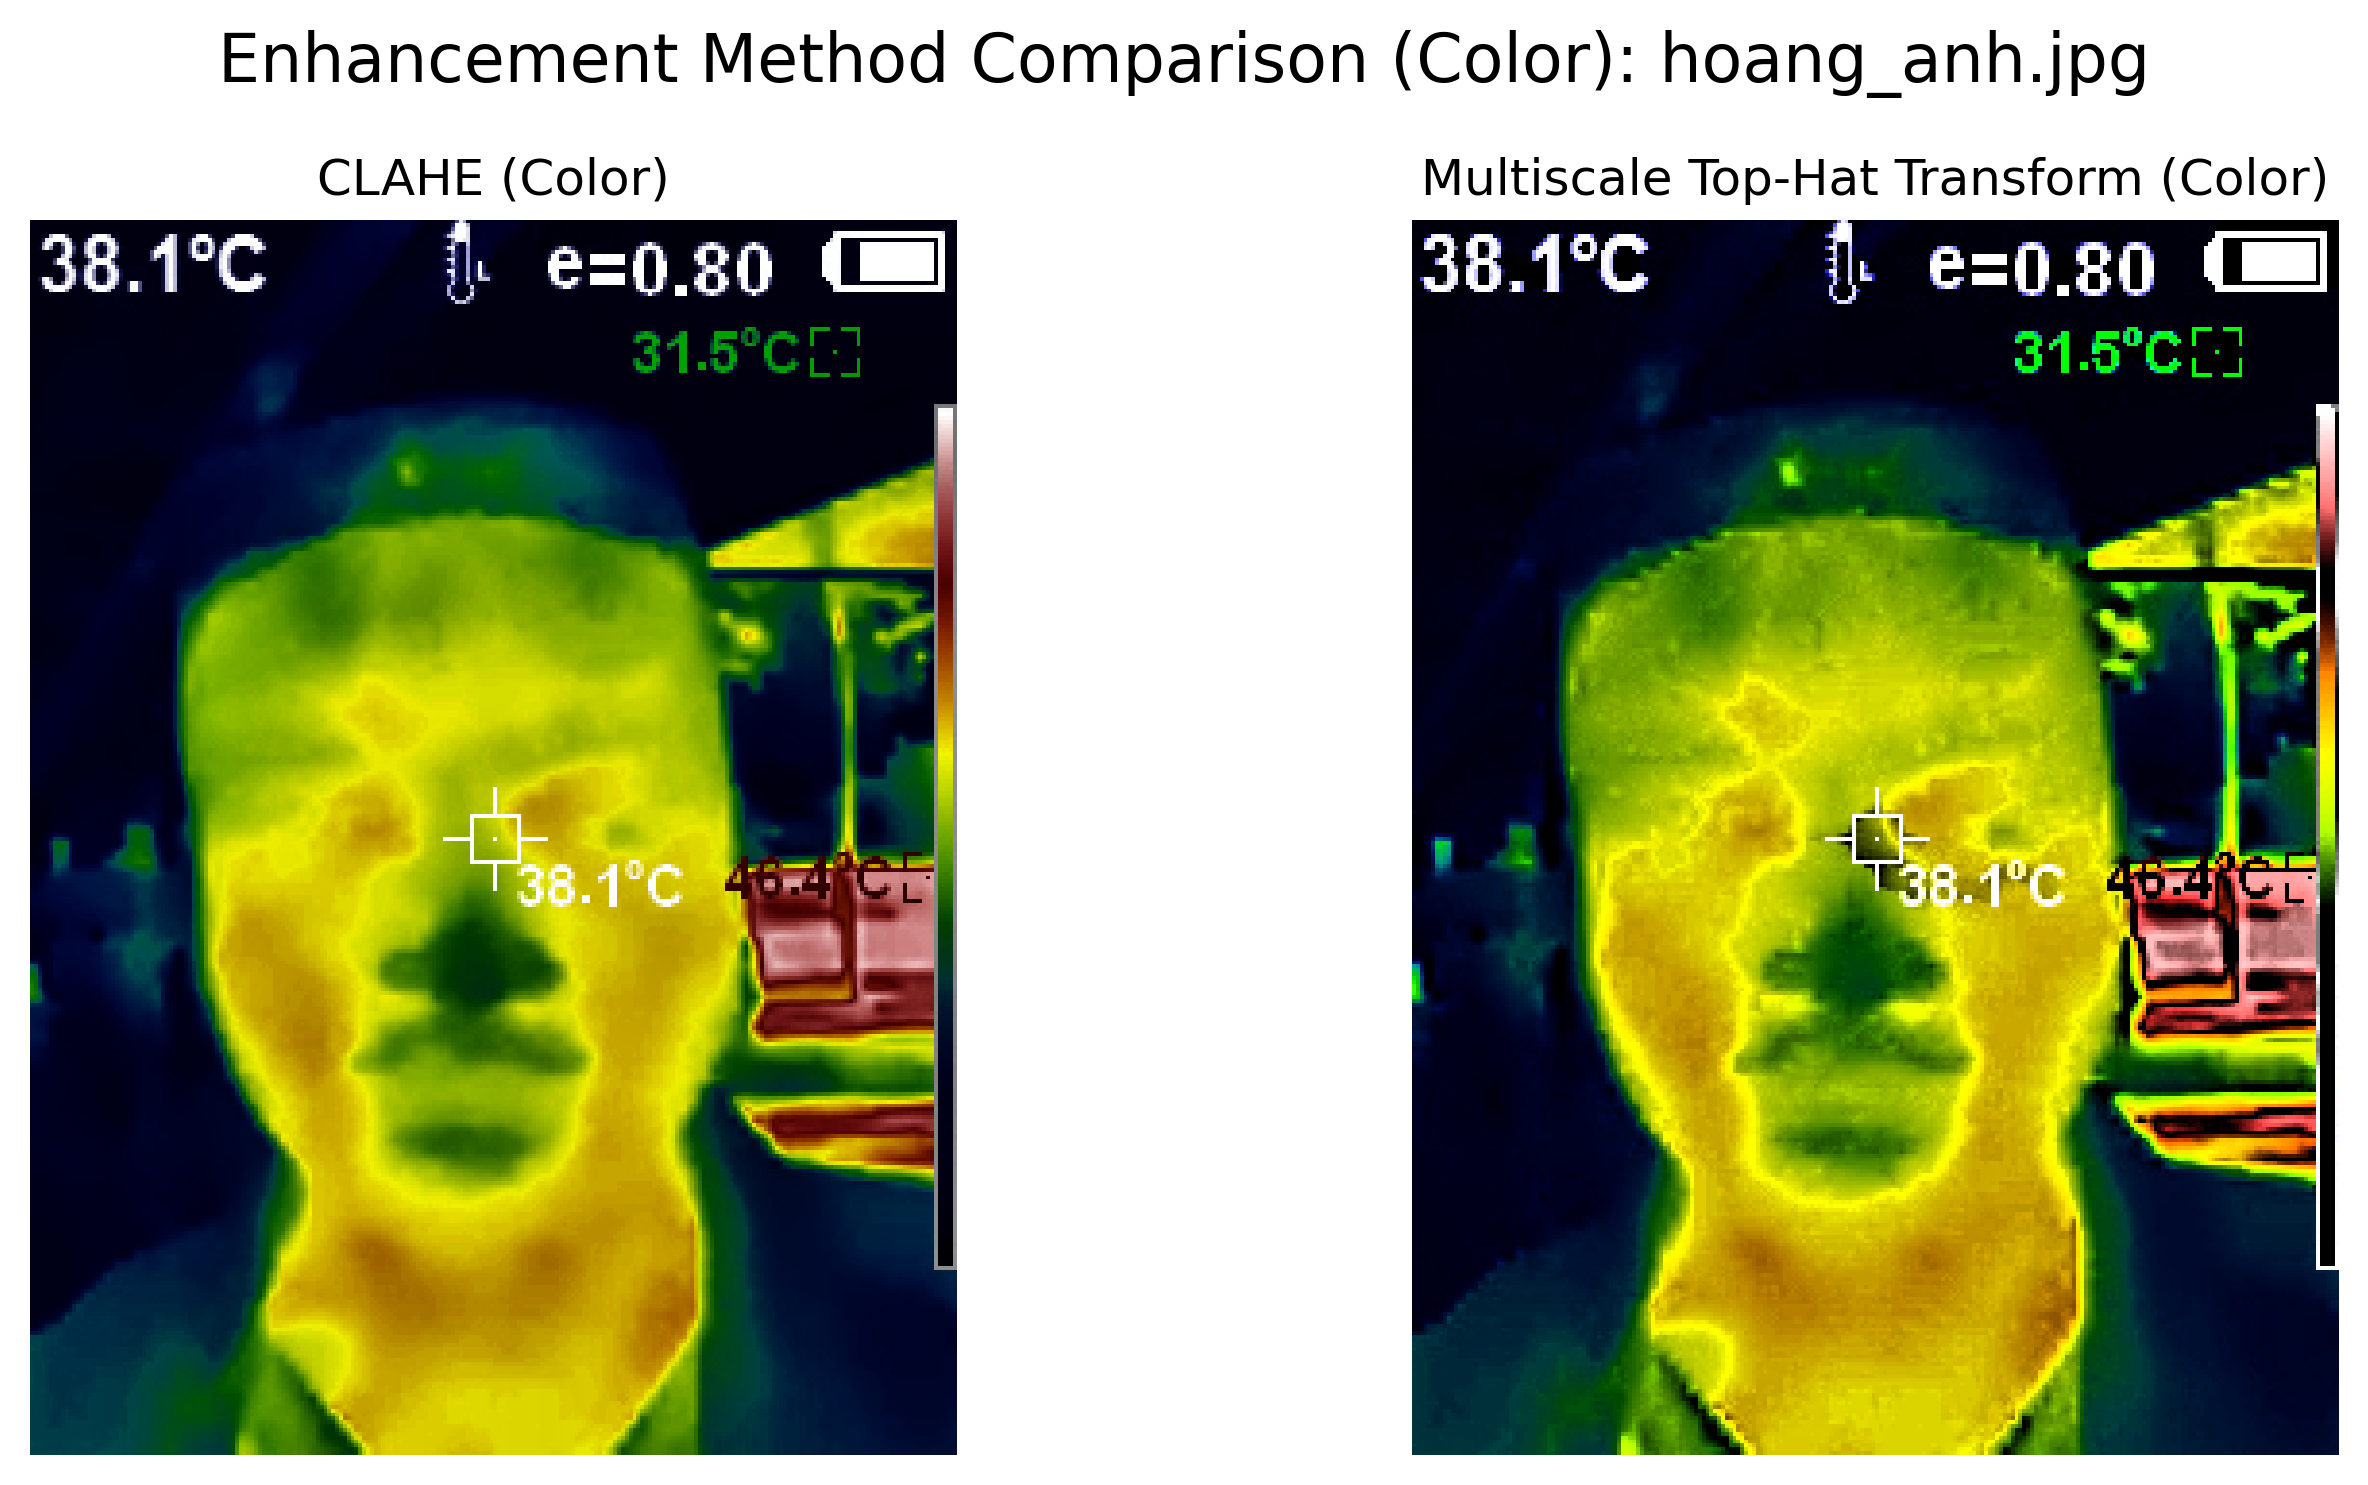 Enhancement Method Comparison (Color): hoang_anh.jpg
CLAHE (Color)
38.1°C e=0.80
31.5°C
38.1°C
46.4°C
Multiscale Top-Hat Transform (Color)
38.1°C e=0.80
31.5°C
38.1°C
46.4°C